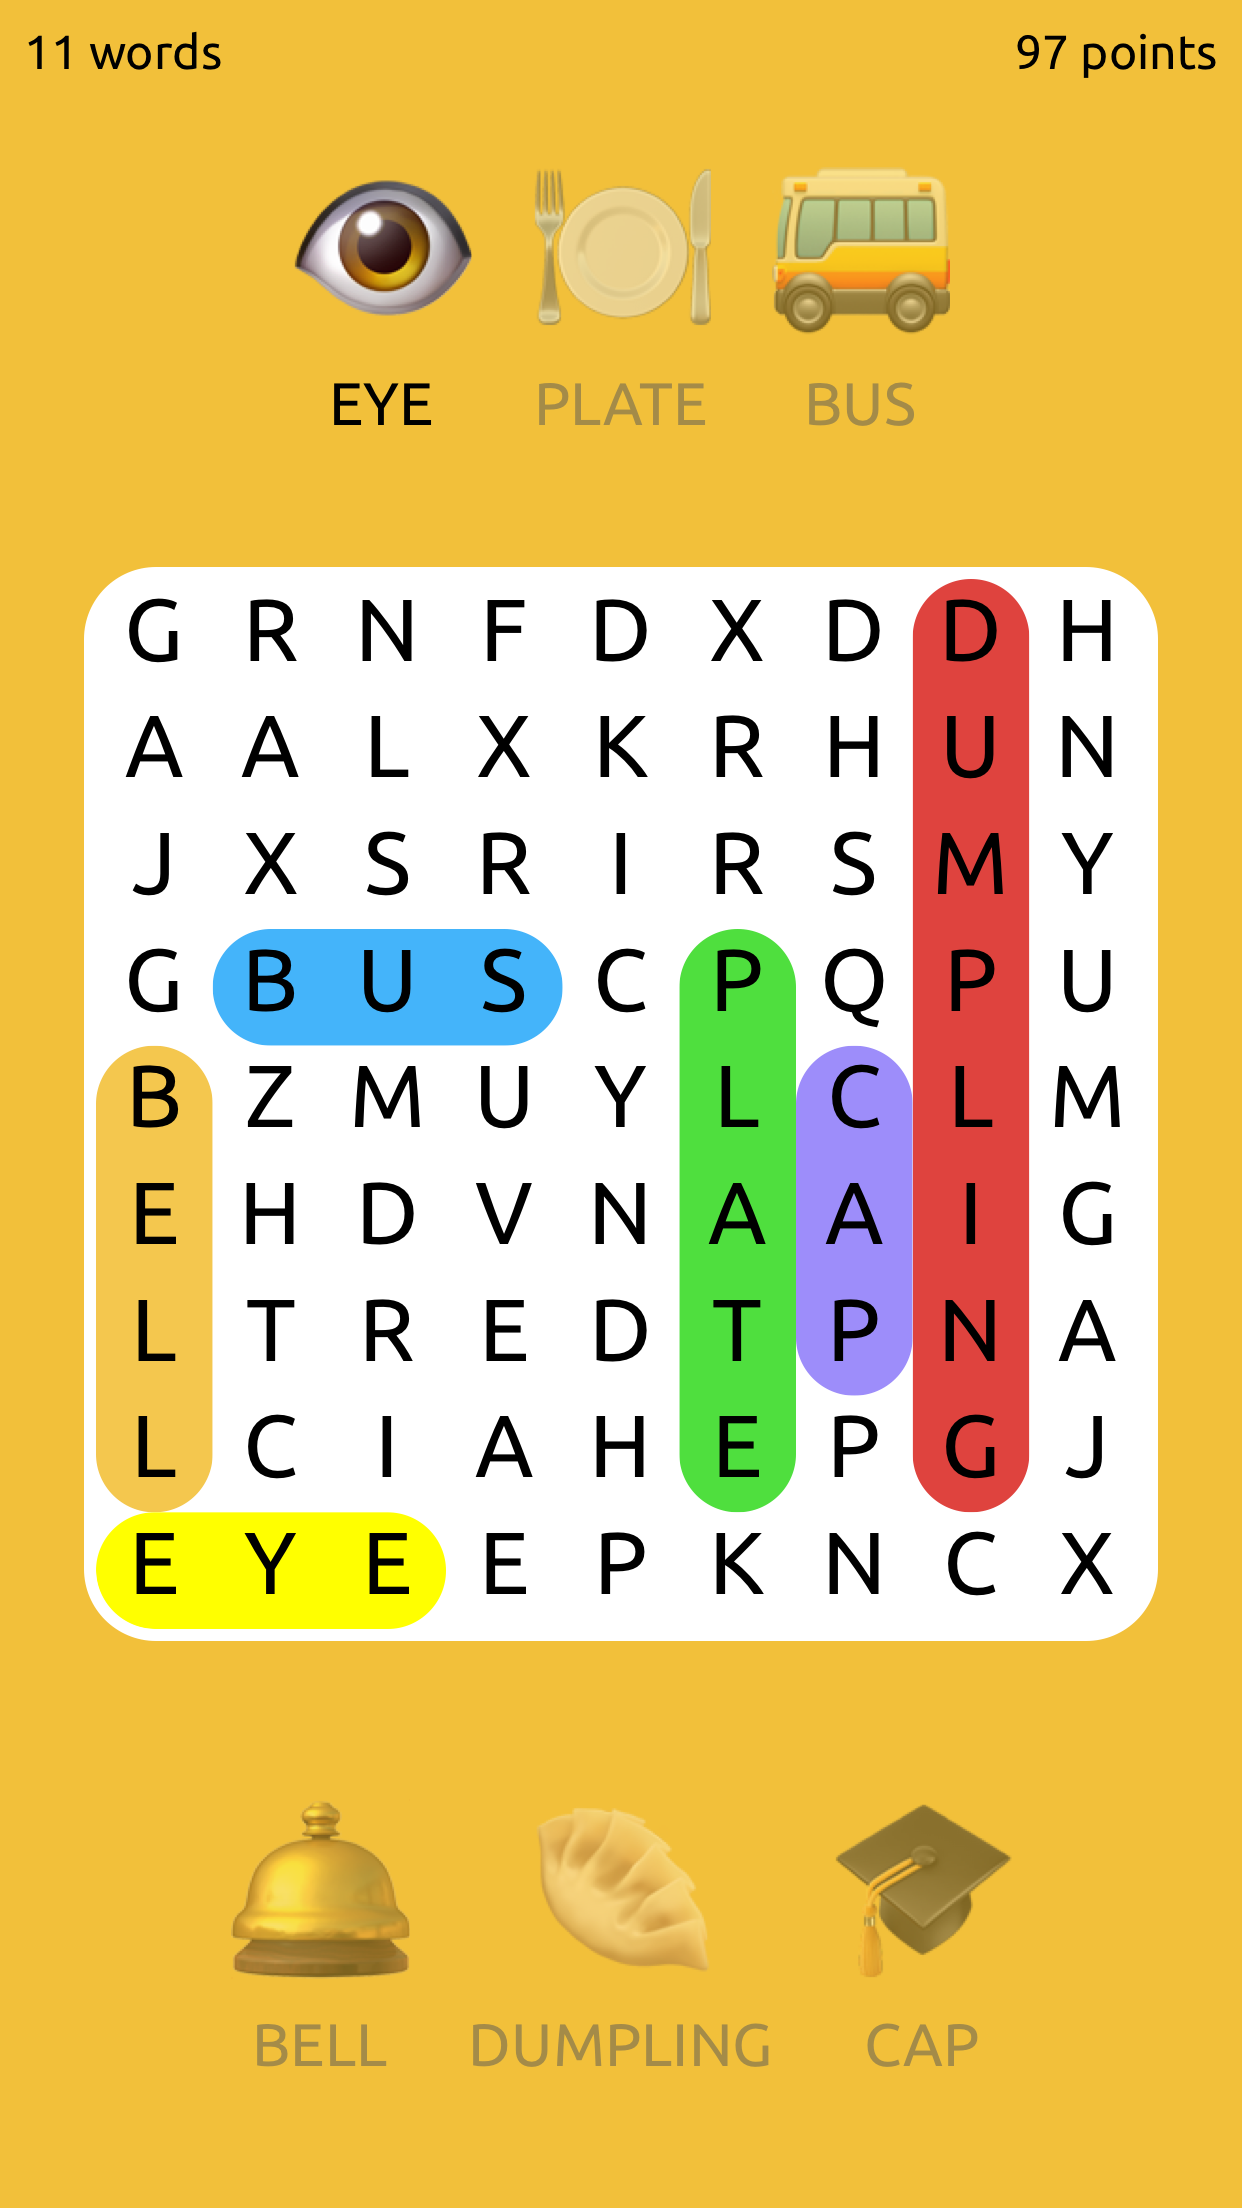 11 words 97 points
EYE PLATE BUS
G R N F D X D D H
A A L X K R H U N
J X S R I R S M Y
G B U S C P Q P U
B Z M U Y L C L M
E H D V N A A I G
L T R E D T P N A
L C I A H E P G J
E Y E E P K N C X
BELL DUMPLING CAP